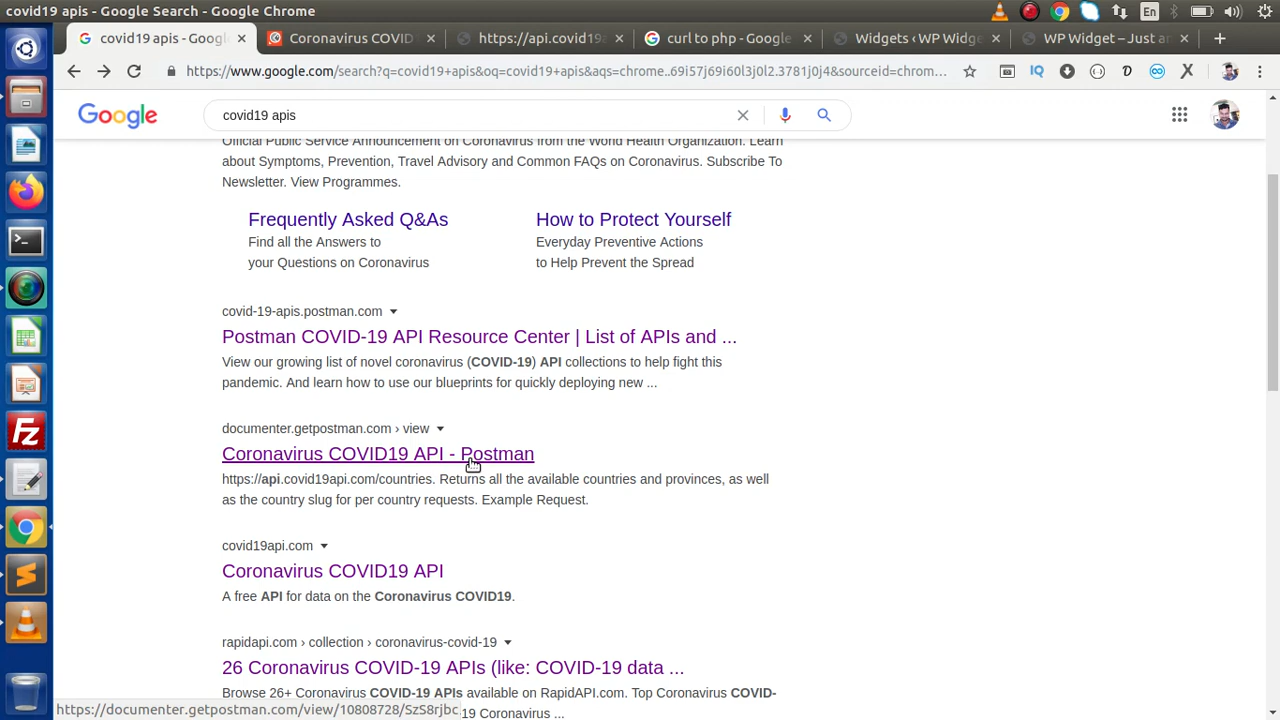 covid19 apis - Google Search - Google Chrome
En
covid19 apis - Googl
Coronavirus COVID
https://api.covid19a
curl to php - Google
Widgets ‹ WP Widge
WP Widget – Just an
https://www.google.com/search?q=covid19+apis&oq=covid19+apis&aqs=chrome..69i57j69i60l3j0l2.3781j0j4&sourceid=chrom...
IQ
Google
covid19 apis
Official Public Service Announcement on Coronavirus from the World Health Organization. Learn
about Symptoms, Prevention, Travel Advisory and Common FAQs on Coronavirus. Subscribe To
Newsletter. View Programmes.
Frequently Asked Q&As
How to Protect Yourself
Find all the Answers to
Everyday Preventive Actions
your Questions on Coronavirus
to Help Prevent the Spread
covid-19-apis.postman.com
Postman COVID-19 API Resource Center | List of APIs and ...
View our growing list of novel coronavirus (COVID-19) API collections to help fight this
pandemic. And learn how to use our blueprints for quickly deploying new ...
documenter.getpostman.com › view
Coronavirus COVID19 API - Postman
https://api.covid19api.com/countries. Returns all the available countries and provinces, as well
as the country slug for per country requests. Example Request.
covid19api.com
Coronavirus COVID19 API
A free API for data on the Coronavirus COVID19.
rapidapi.com › collection › coronavirus-covid-19
26 Coronavirus COVID-19 APIs (like: COVID-19 data ...
Browse 26+ Coronavirus COVID-19 APIs available on RapidAPI.com. Top Coronavirus COVID-
19 Coronavirus ...
https://documenter.getpostman.com/view/10808728/SzS8rjbc